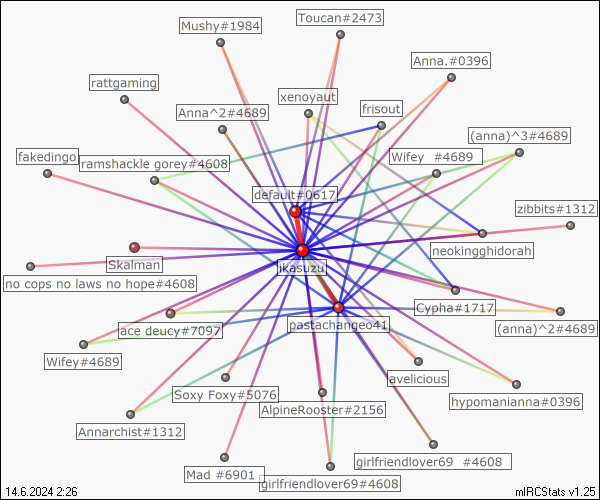 Toucan#2473
Mushy#1984
Anna.#0396
rattgaming
xenoyaut
Anna^2#4689
frisout
(anna)^3#4689
fakedingo
ramshackle gorey#4608
Wifey  #4689
default#0617
zibbits#1312
neokingghidorah
Skalman
ikasuzu
no cops no laws no hope#4608
Cypha#1717
ace deucy#7097
pastachangeo41
(anna)^2#4689
Wifey#4689
avelicious
Soxy Foxy#5076
hypomanianna#0396
AlpineRooster#2156
Annarchist#1312
girlfriendlover69  #4608
Mad #6901
girlfriendlover69#4608
14.6.2024 2:26
mIRCStats v1.25